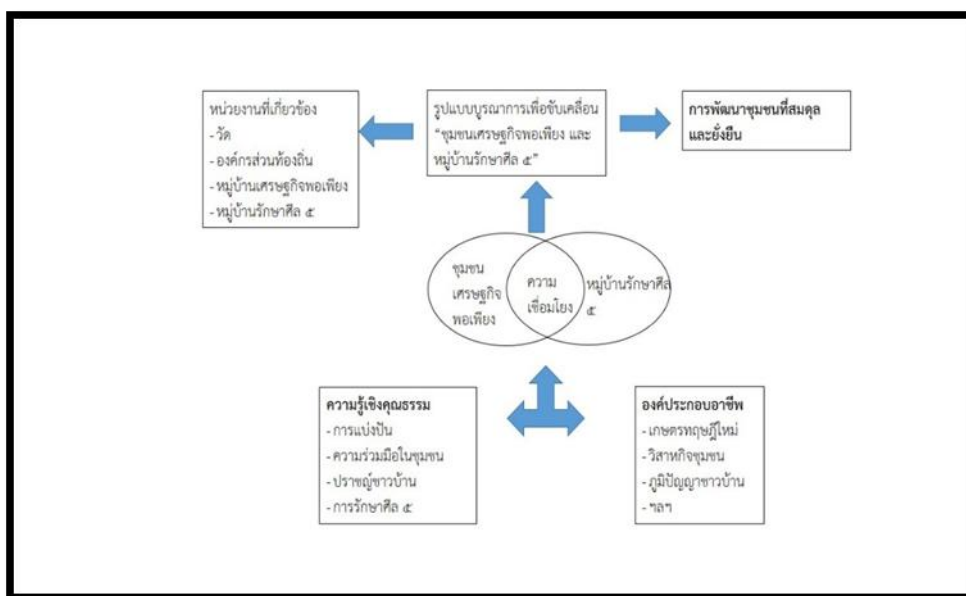 หน่วยงานที่เกี่ยวข้อง
- วัด
- องค์กรส่วนท้องถิ่น
- หมู่บ้านเศรษฐกิจพอเพียง
- หมู่บ้านรักษาศีล ๕
รูปแบบบูรณาการเพื่อขับเคลื่อน
“ชุมชนเศรษฐกิจพอเพียง และ
หมู่บ้านรักษาศีล ๕”
การพัฒนาชุมชนที่สมดุล
และยั่งยืน
ชุมชน
เศรษฐกิจ
พอเพียง
ความ
เชื่อมโยง
หมู่บ้านรักษาศีล
๕
ความรู้เชิงคุณธรรม
- การแบ่งปัน
- ความร่วมมือในชุมชน
- ปราชญ์ชาวบ้าน
- การรักษาศีล ๕
องค์ประกอบอาชีพ
- เกษตรทฤษฎีใหม่
- วิสาหกิจชุมชน
- ภูมิปัญญาชาวบ้าน
- ฯลฯ